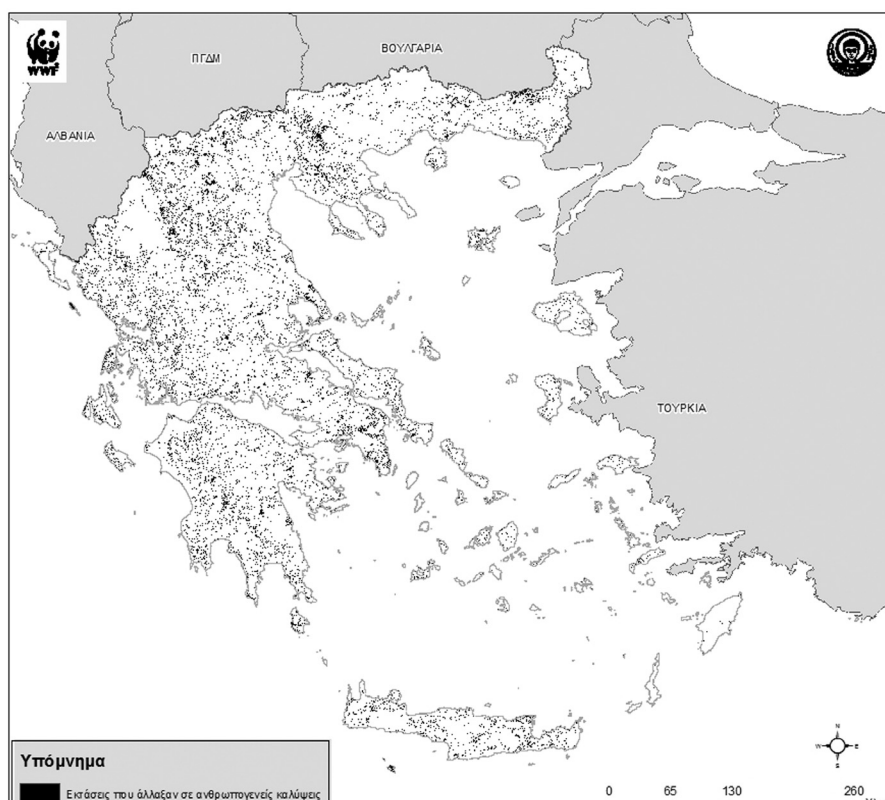 WWF
ΠΓΔΜ
ΒΟΥΛΓΑΡΙΑ
ΑΛΒΑΝΙΑ
ΤΟΥΡΚΙΑ
Υπόμνημα
Εκτάσεις που άλλαξαν σε ανθρωπογενείς καλύψεις
N
W E
S
0 65 130 260